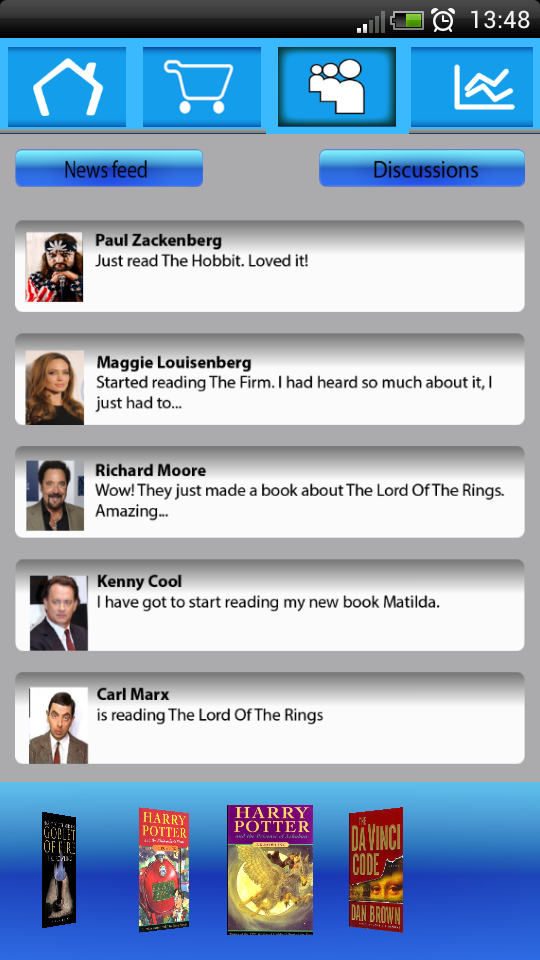 13:48
News feed
Discussions
Paul Zackenberg
Just read The Hobbit. Loved it!
Maggie Louisenberg
Started reading The Firm. I had heard so much about it, I
just had to...
Richard Moore
Wow! They just made a book about The Lord Of The Rings.
Amazing...
Kenny Cool
I have got to start reading my new book Matilda.
Carl Marx
is reading The Lord Of The Rings
GOBLET
OF FIRE
HARRY
POTTER
HARRY
POTTER
and the Prisoner of Azkaban
J.K. ROWLING
THE
DA VINCI
CODE
DAN BROWN